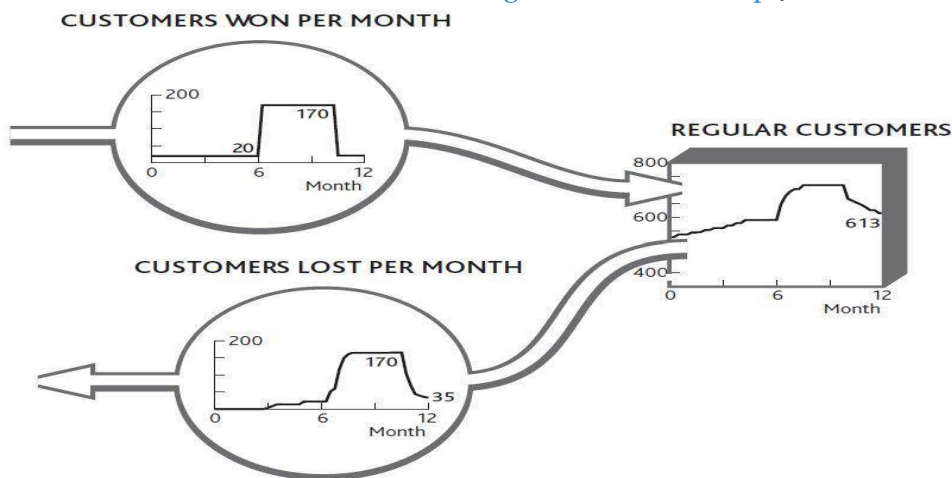 CUSTOMERS WON PER MONTH
200
170
20
0 6 12
Month
REGULAR CUSTOMERS
800
600
613
400
0 6 12
Month
CUSTOMERS LOST PER MONTH
200
170
35
0 6 12
Month